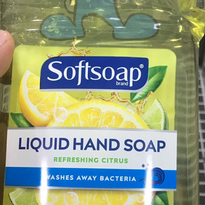 Softsoap
brand
LIQUID HAND SOAP
REFRESHING CITRUS
WASHES AWAY BACTERIA